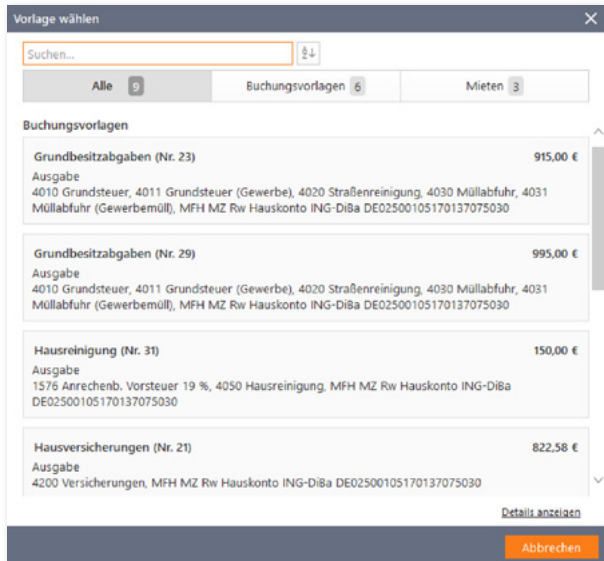 Vorlage wählen
Suchen...
Alle 9 Buchungsvorlagen 6 Mieten 3
Buchungsvorlagen
Grundbesitzabgaben (Nr. 23) 915,00 €
Ausgabe
4010 Grundsteuer, 4011 Grundsteuer (Gewerbe), 4020 Straßenreinigung, 4030 Müllabfuhr, 4031
Müllabfuhr (Gewerbemüll), MFH MZ Rw Hauskonto ING-DiBa DE02500105170137075030
Grundbesitzabgaben (Nr. 29) 995,00 €
Ausgabe
4010 Grundsteuer, 4011 Grundsteuer (Gewerbe), 4020 Straßenreinigung, 4030 Müllabfuhr, 4031
Müllabfuhr (Gewerbemüll), MFH MZ Rw Hauskonto ING-DiBa DE02500105170137075030
Hausreinigung (Nr. 31) 150,00 €
Ausgabe
1576 Anrechenb. Vorsteuer 19 %, 4050 Hausreinigung, MFH MZ Rw Hauskonto ING-DiBa
DE02500105170137075030
Hausversicherungen (Nr. 21) 822,58 €
Ausgabe
4200 Versicherungen, MFH MZ Rw Hauskonto ING-DiBa DE02500105170137075030
Details anzeigen
Abbrechen